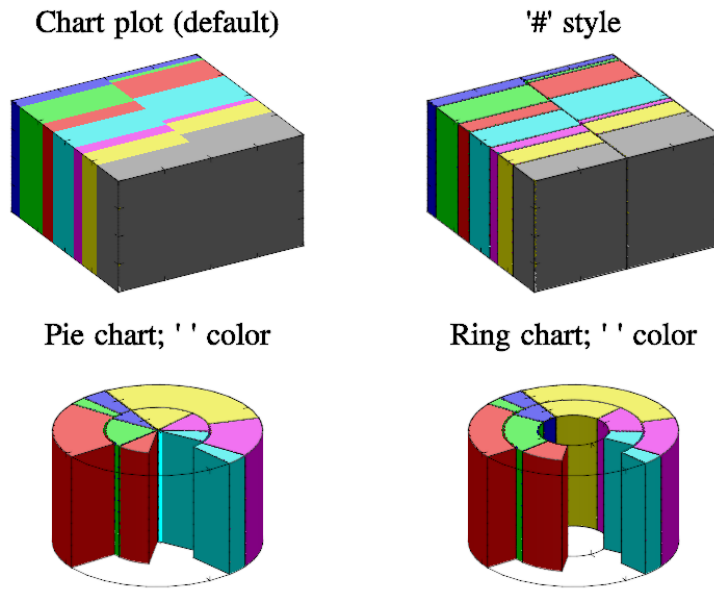 Chart plot (default)
'#' style
Pie chart; ' ' color
Ring chart; ' ' color